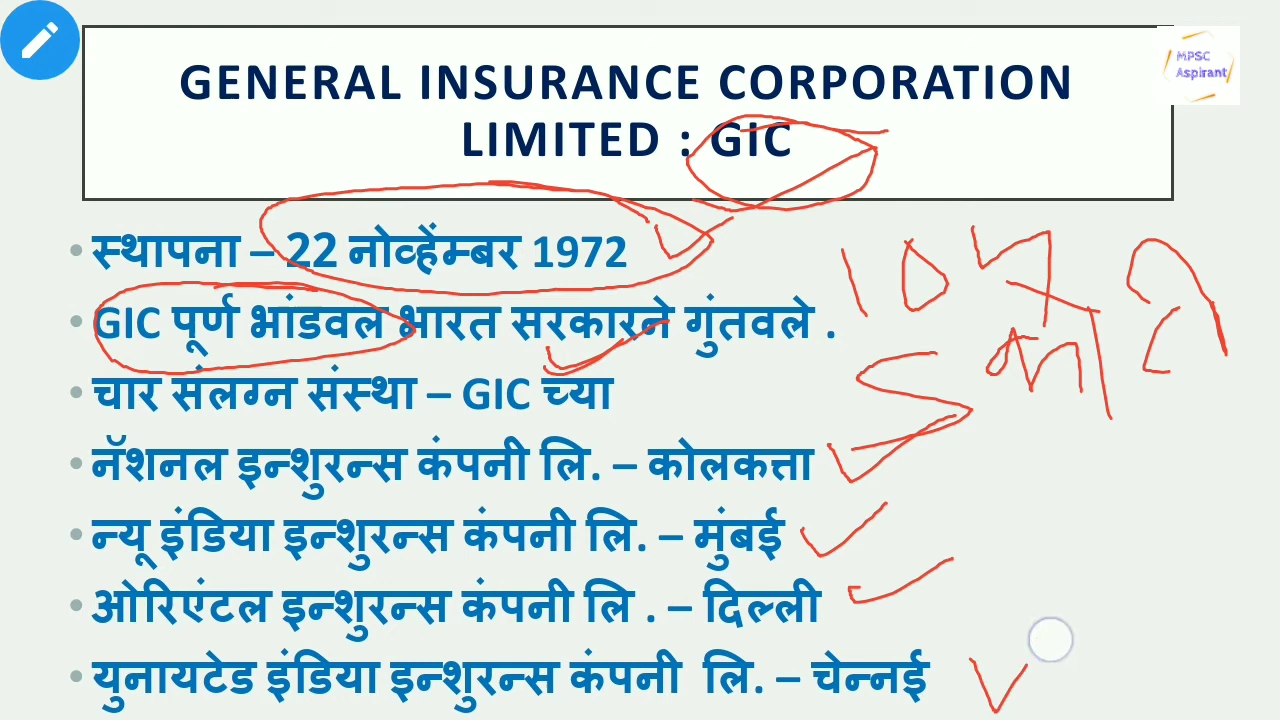 MPSC
Aspirant
GENERAL INSURANCE CORPORATION
LIMITED : GiC
• स्थापना – 22 नोव्हेंम्बर 1972
• GIC पूर्ण भांडवल भारत सरकारने गुंतवले .
• चार संलग्न संस्था – GIC च्या
• नॅशनल इन्शुरन्स कंपनी लि. – कोलकत्ता
• न्यू इंडिया इन्शुरन्स कंपनी लि. – मुंबई
• ओरिएंटल इन्शुरन्स कंपनी लि . – दिल्ली
• युनायटेड इंडिया इन्शुरन्स कंपनी लि. – चेन्नई